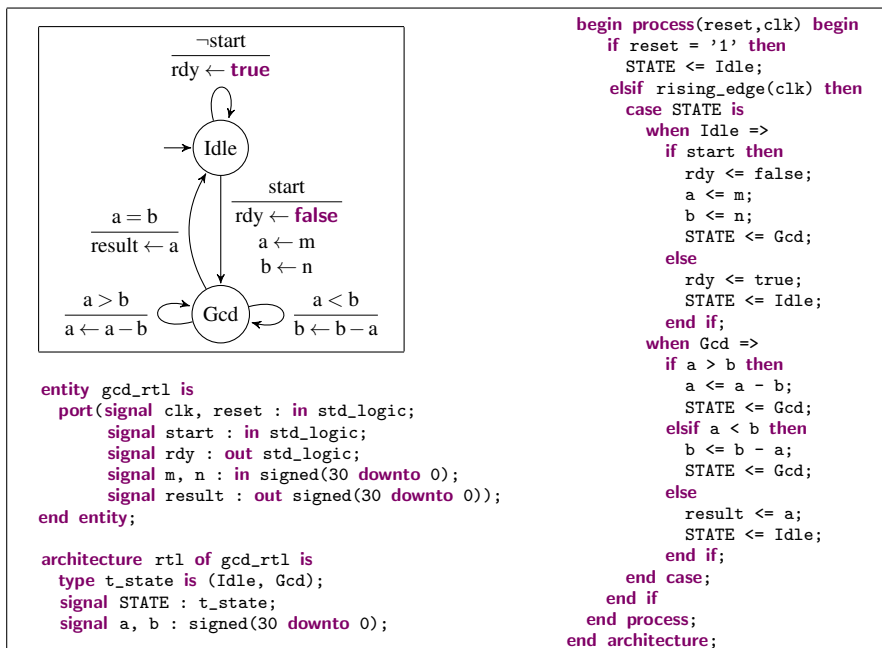 ¬start
rdy ← true
Idle
start
rdy ← false
a ← m
b ← n
a = b
result ← a
a > b
a ← a − b
Gcd
a < b
b ← b − a
entity gcd_rtl is
port(signal clk, reset : in std_logic;
signal start : in std_logic;
signal rdy : out std_logic;
signal m, n : in signed(30 downto 0);
signal result : out signed(30 downto 0));
end entity;
architecture rtl of gcd_rtl is
type t_state is (Idle, Gcd);
signal STATE : t_state;
signal a, b : signed(30 downto 0);
begin process(reset,clk) begin
if reset = '1' then
STATE <= Idle;
elsif rising_edge(clk) then
case STATE is
when Idle =>
if start then
rdy <= false;
a <= m;
b <= n;
STATE <= Gcd;
else
rdy <= true;
STATE <= Idle;
end if;
when Gcd =>
if a > b then
a <= a - b;
STATE <= Gcd;
elsif a < b then
b <= b - a;
STATE <= Gcd;
else
result <= a;
STATE <= Idle;
end if;
end case;
end if
end process;
end architecture;